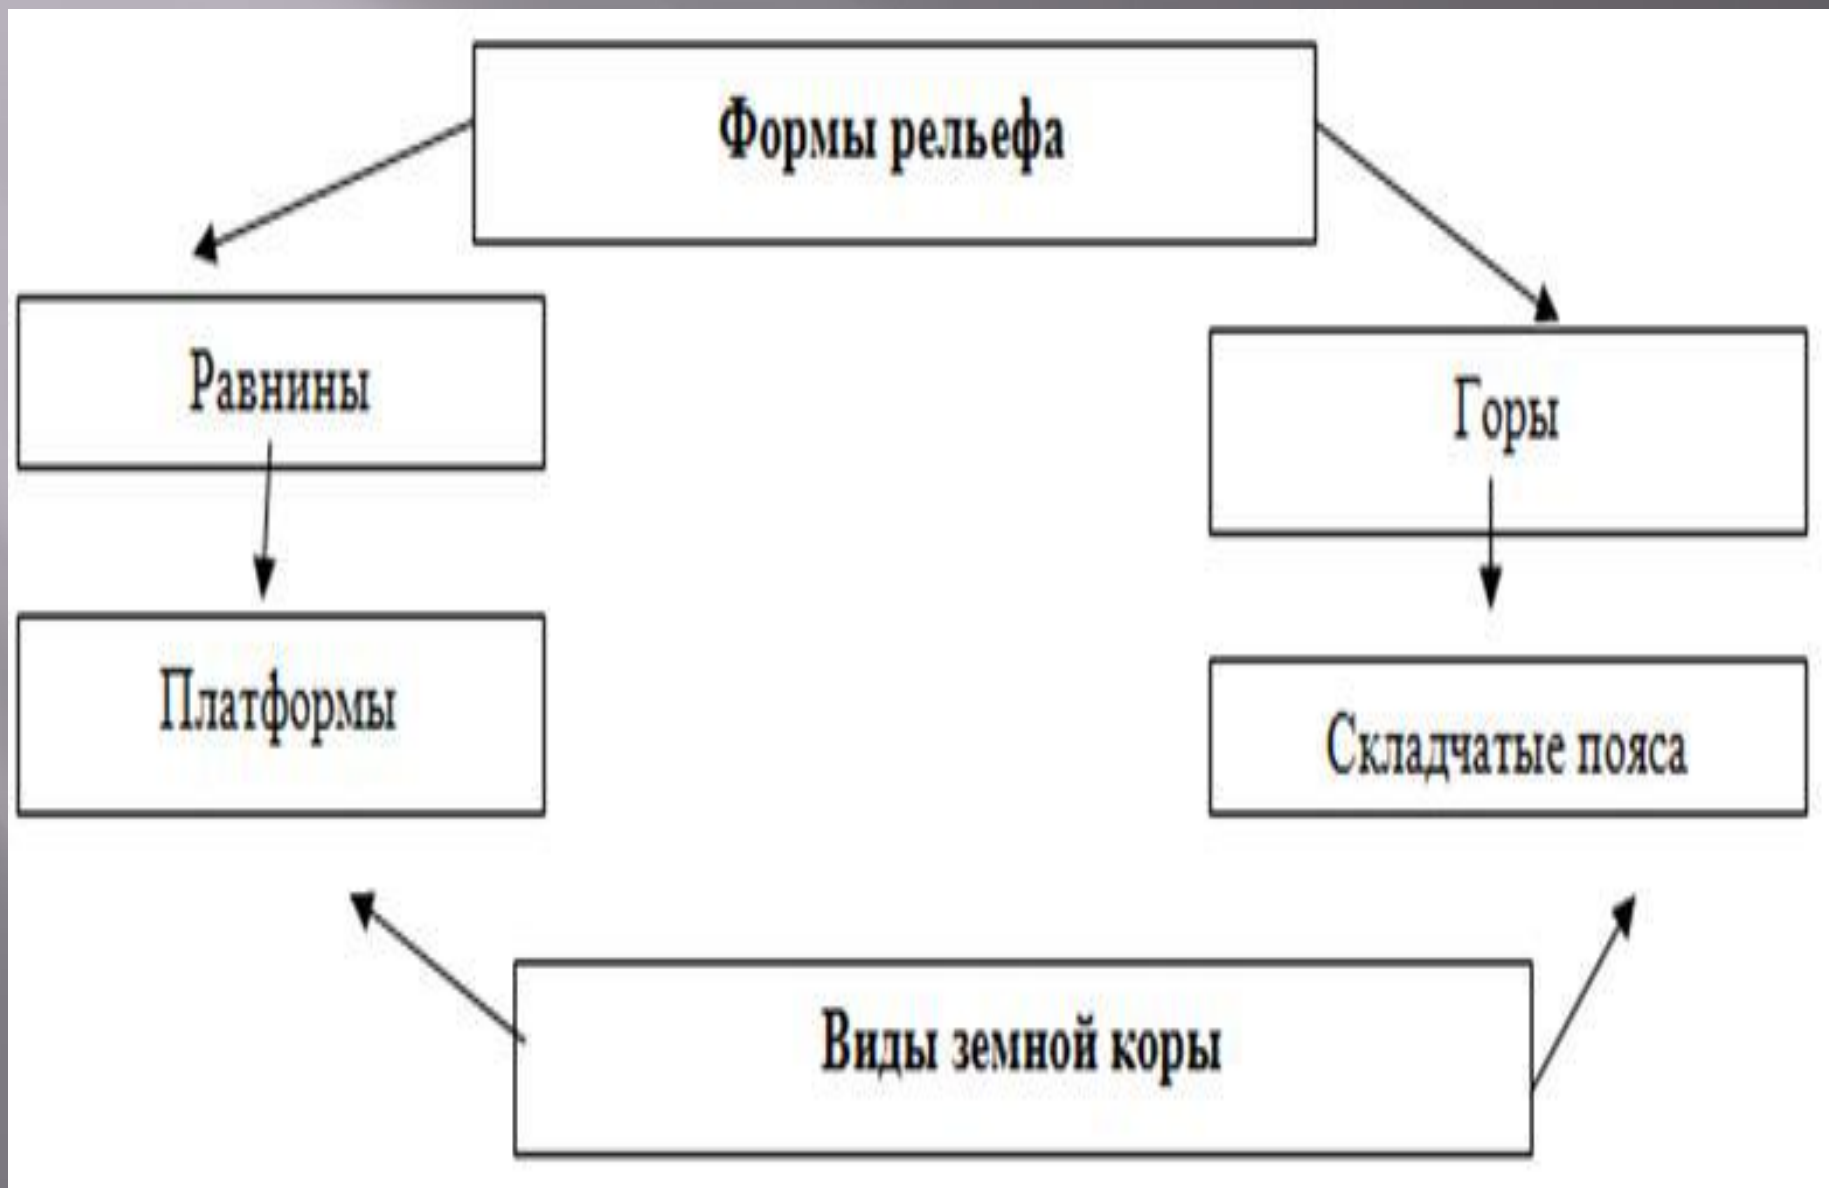 Формы рельефа
Равнины
Горы
Платформы
Складчатые пояса
Виды земной коры